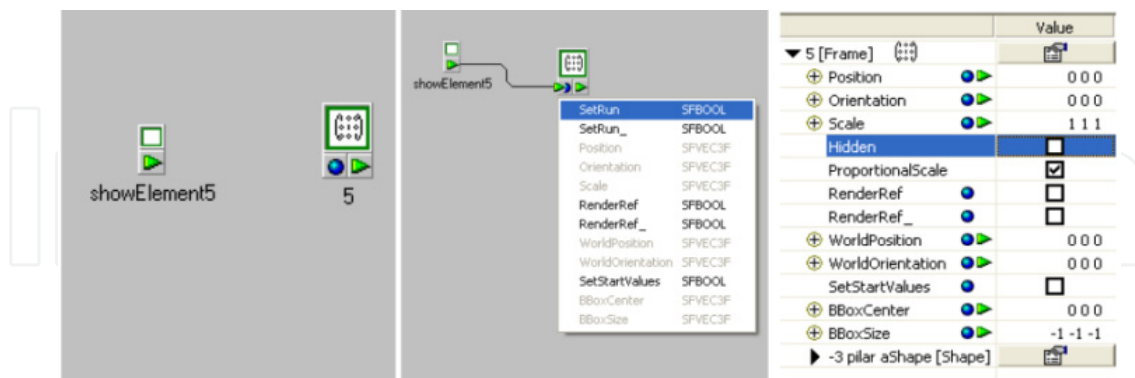 showElement5
5
showElement5
SetRun SFBOOL
SetRun_ SFBOOL
Position SFVEC3F
Orientation SFVEC3F
Scale SFVEC3F
RenderRef SFBOOL
RenderRef_ SFBOOL
WorldPosition SFVEC3F
WorldOrientation SFVEC3F
SetStartValues SFBOOL
BBoxCenter SFVEC3F
BBoxSize SFVEC3F
Value
5 [Frame]
Position 0 0 0
Orientation 0 0 0
Scale 1 1 1
Hidden
ProportionalScale
RenderRef
RenderRef_
WorldPosition 0 0 0
WorldOrientation 0 0 0
SetStartValues
BBoxCenter 0 0 0
BBoxSize -1 -1 -1
-3 pilar aShape [Shape]